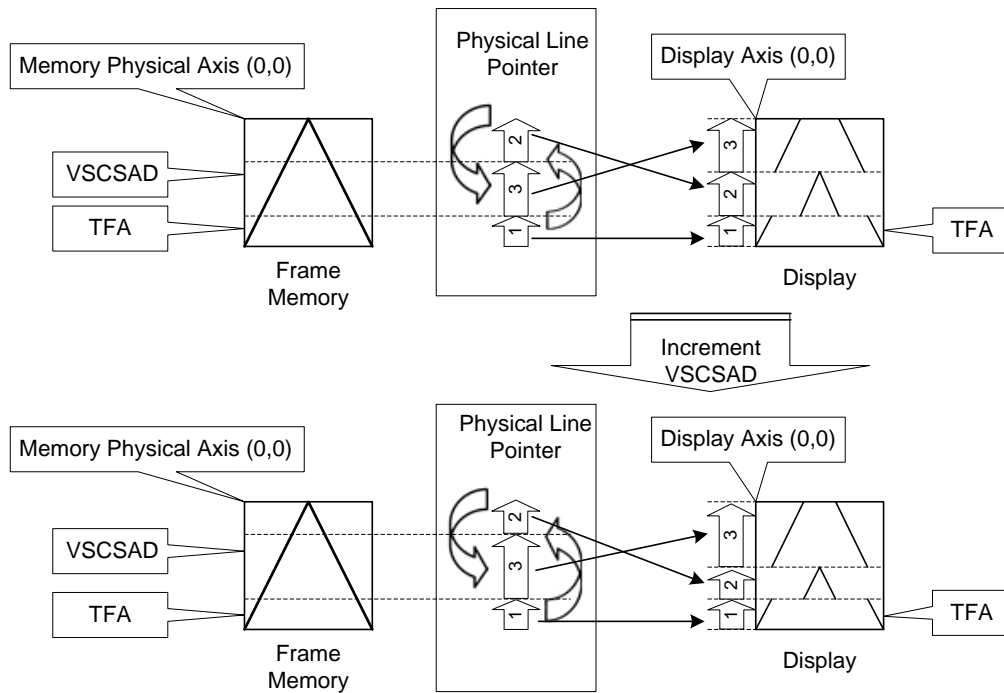 Physical Line
Pointer
Memory Physical Axis (0,0)
Display Axis (0,0)
VSCSAD
TFA
2
3
1
3
2
1
TFA
Frame
Memory
Display
Increment
VSCSAD
Physical Line
Pointer
Memory Physical Axis (0,0)
Display Axis (0,0)
VSCSAD
TFA
2
3
1
3
2
1
TFA
Frame
Memory
Display